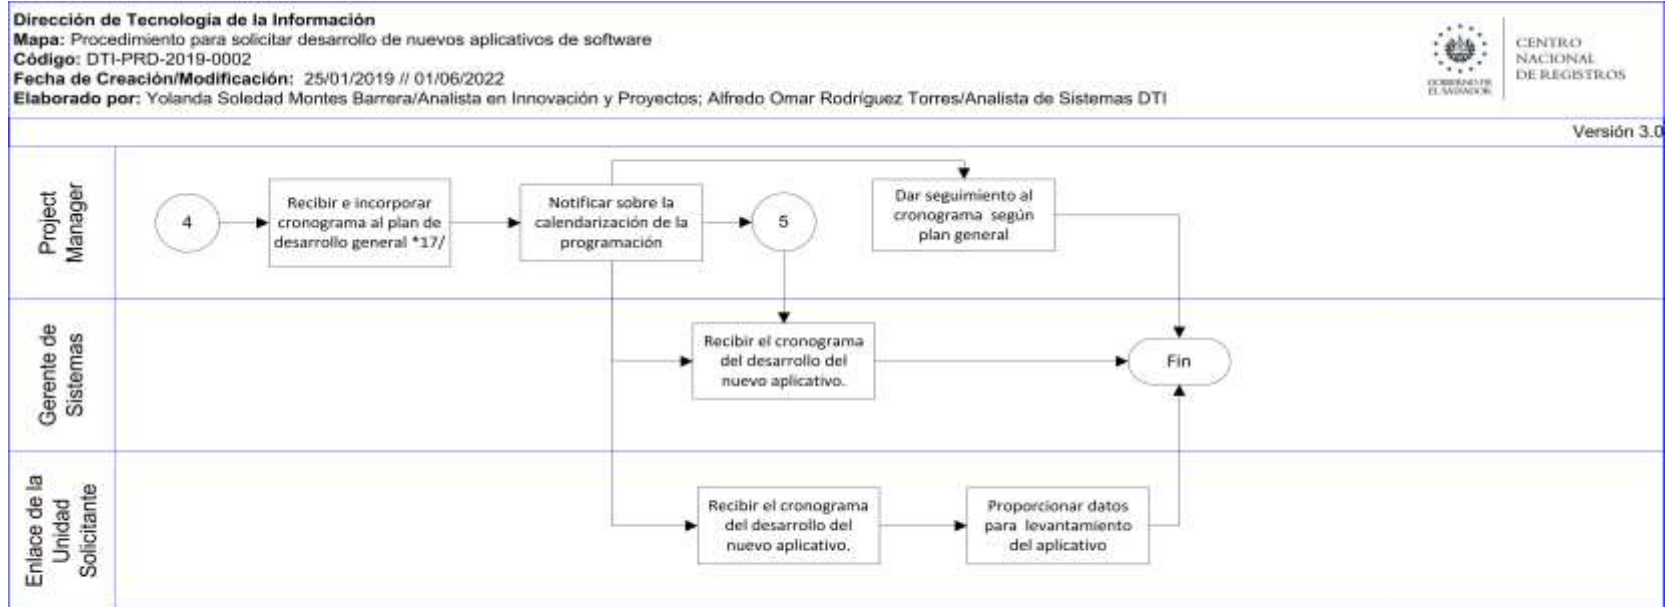 Dirección de Tecnología de la Información
Mapa: Procedimiento para solicitar desarrollo de nuevos aplicativos de software
Código: DTI-PRD-2019-0002
Fecha de Creación/Modificación: 25/01/2019 // 01/06/2022
Elaborado por: Yolanda Soledad Montes Barrera/Analista en Innovación y Proyectos; Alfredo Omar Rodríguez Torres/Analista de Sistemas DTI
GOBIERNO DE
EL SALVADOR
CENTRO
NACIONAL
DE REGISTROS
Versión 3.0
Project
Manager
4
Recibir e incorporar
cronograma al plan de
desarrollo general *17/
Notificar sobre la
calendarización de la
programación
5
Dar seguimiento al
cronograma según
plan general
Gerente de
Sistemas
Recibir el cronograma
del desarrollo del
nuevo aplicativo.
Fin
Enlace de la
Unidad
Solicitante
Recibir el cronograma
del desarrollo del
nuevo aplicativo.
Proporcionar datos
para levantamiento
del aplicativo